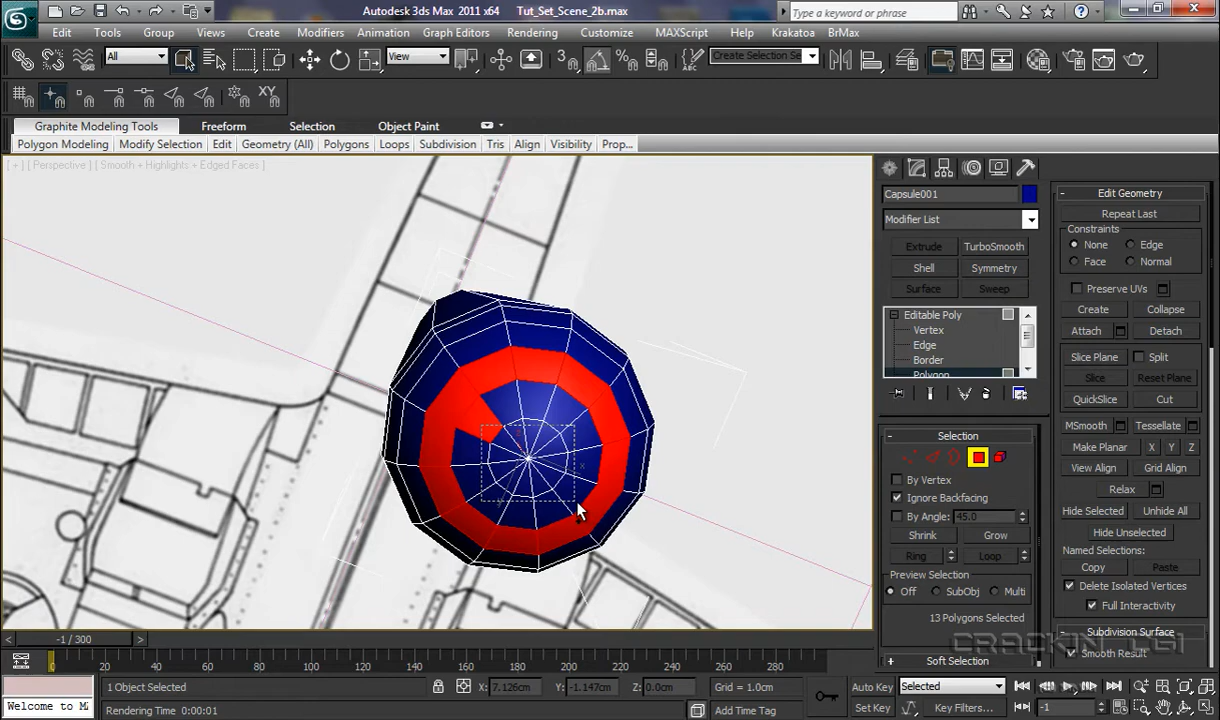 Autodesk 3ds Max 2011 x64 Tut_Set_Scene_2b.max Type a keyword or phrase
Edit Tools Group Views Create Modifiers Animation Graph Editors Rendering Customize MAXScript Help Krakatoa BrMax
All View 3 % Create Selection Se
XY
Graphite Modeling Tools Freeform Selection Object Paint
Polygon Modeling Modify Selection Edit Geometry (All) Polygons Loops Subdivision Tris Align Visibility Prop...
[ + ] [ Perspective ] [ Smooth + Highlights + Edged Faces ]
Capsule001
Modifier List
Extrude TurboSmooth
Shell Symmetry
Surface Sweep
Editable Poly
Vertex
Edge
Border
Polygon
Selection
By Vertex
Ignore Backfacing
By Angle: 45.0
Shrink Grow
Ring Loop
Preview Selection
Off SubObj Multi
13 Polygons Selected
Soft Selection
Edit Geometry
Repeat Last
Constraints
None Edge
Face Normal
Preserve UVs
Create Collapse
Attach Detach
Slice Plane Split
Slice Reset Plane
QuickSlice Cut
MSmooth Tessellate
Make Planar X Y Z
View Align Grid Align
Relax
Hide Selected Unhide All
Hide Unselected
Named Selections:
Copy Paste
Delete Isolated Vertices
Full Interactivity
Subdivision Surface
Smooth Result
CRACKIN CGI
< -1 / 300 >
0 20 40 60 80 100 120 140 160 180 200 220 240 260 280
1 Object Selected X: 7.126cm Y: -1.147cm Z: 0.0cm Grid = 1.0cm Auto Key Selected
Welcome to M Rendering Time 0:00:01 Add Time Tag Set Key Key Filters... -1